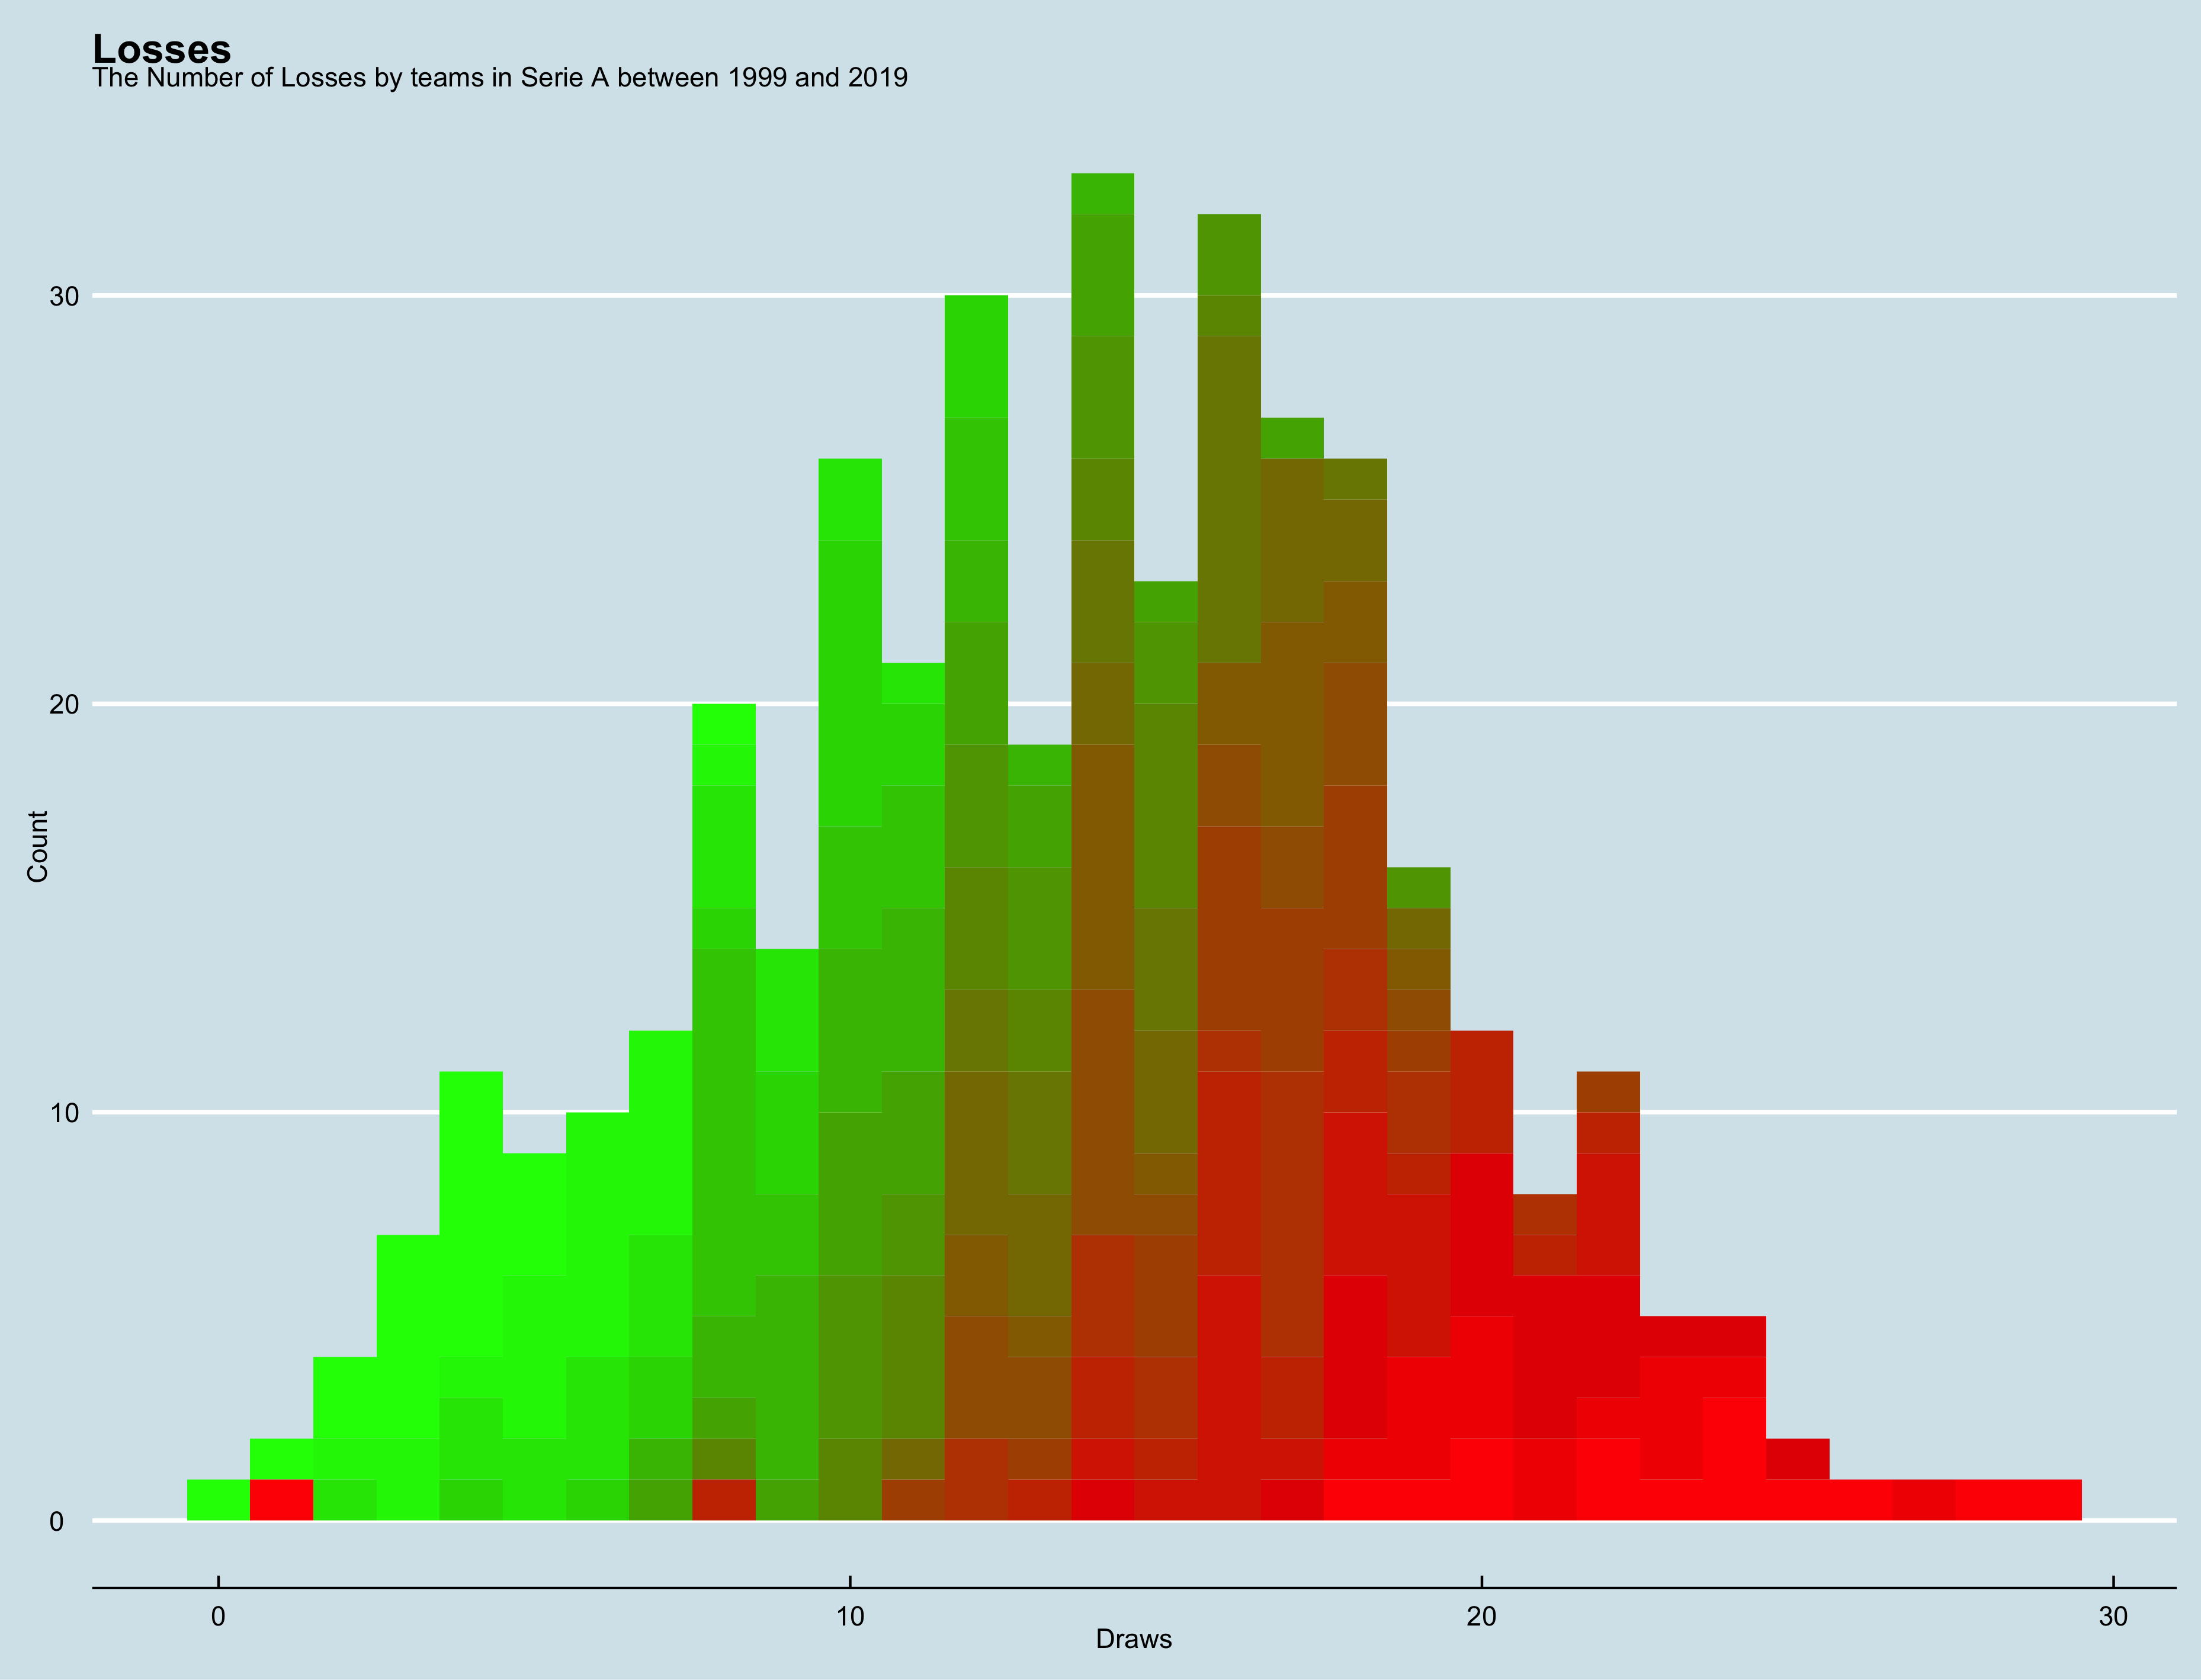 Losses
The Number of Losses by teams in Serie A between 1999 and 2019
30
20
10
0
Count
0 10 20 30
Draws